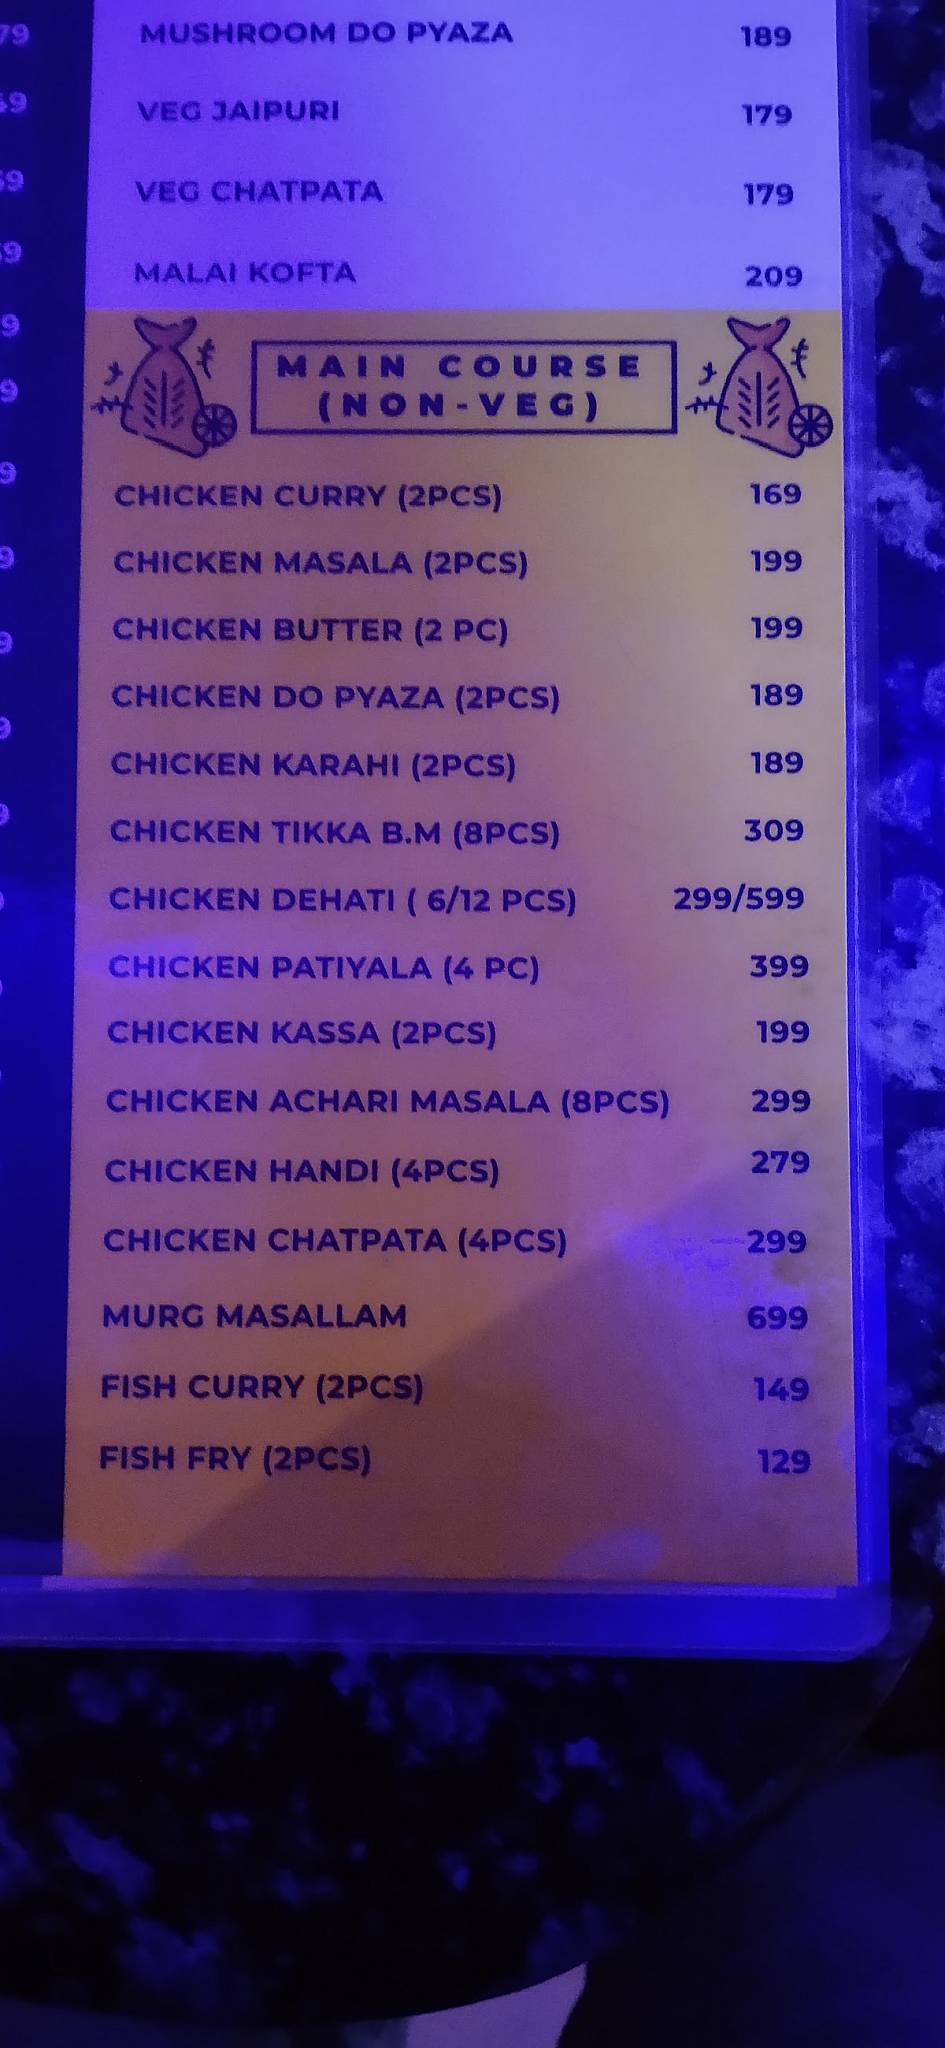 MUSHROOM DO PYAZA 189
VEG JAIPURI 179
VEG CHATPATA 179
MALAI KOFTA 209
MAIN COURSE
(NON-VEG)
CHICKEN CURRY (2PCS) 169
CHICKEN MASALA (2PCS) 199
CHICKEN BUTTER (2 PC) 199
CHICKEN DO PYAZA (2PCS) 189
CHICKEN KARAHI (2PCS) 189
CHICKEN TIKKA B.M (8PCS) 309
CHICKEN DEHATI ( 6/12 PCS) 299/599
CHICKEN PATIYALA (4 PC) 399
CHICKEN KASSA (2PCS) 199
CHICKEN ACHARI MASALA (8PCS) 299
CHICKEN HANDI (4PCS) 279
CHICKEN CHATPATA (4PCS) 299
MURG MASALLAM 699
FISH CURRY (2PCS) 149
FISH FRY (2PCS) 129